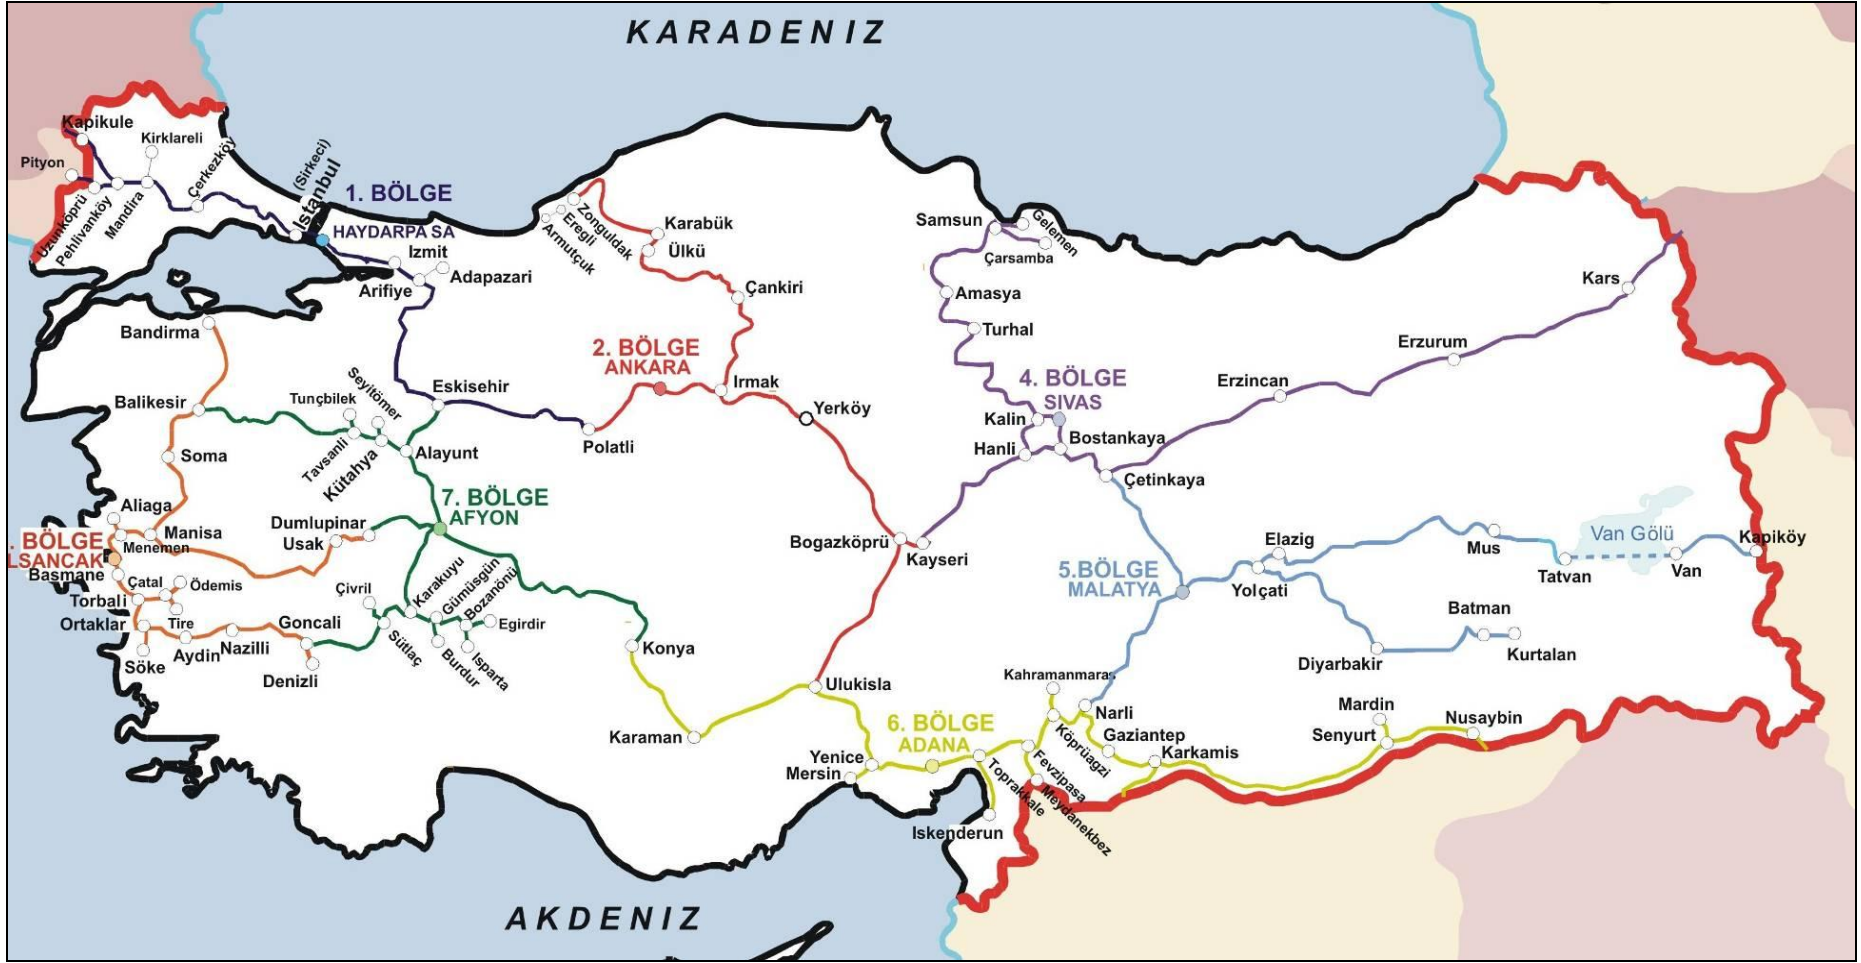 KARADENIZ
Kapikule
Kirklareli
Pityon
Çerkezköy
(Sirkeci)
Istanbul
1. BÖLGE
HAYDARPA SA
Uzunköprü
Pehlivanköy
Mandira
Izmit
Adapazari
Arifiye
Zonguldak
Eregli
Armutçuk
Karabük
Ülkü
Çankiri
Samsun
Gelemen
Çarsamba
Amasya
Turhal
Kars
Erzurum
Erzincan
Bandirma
2. BÖLGE
ANKARA
Irmak
Yerköy
4. BÖLGE
SIVAS
Kalin
Hanli
Bostankaya
Çetinkaya
Balikesir
Tunçbilek
Seyitömer
Eskisehir
Polatli
Tavsanli
Kütahya
Alayunt
Soma
Aliaga
Manisa
Menemen
. BÖLGE
LSANCAK
Basmane
Dumlupinar
Usak
7. BÖLGE
AFYON
Bogazköprü
Kayseri
5.BÖLGE
MALATYA
Elazig
Yolçati
Mus
Van Gölü
Tatvan
Van
Kapiköy
Çatal
Ödemis
Torbali
Ortaklar
Tire
Söke
Aydin
Nazilli
Goncali
Denizli
Çivril
Sütlaç
Karakuyu
Gümüsgün
Bozanönü
Egirdir
Burdur
Isparta
Konya
Karaman
Ulukisla
Batman
Kurtalan
Diyarbakir
Kahramanmaras
Narli
Köprüagzi
Gaziantep
Karkamis
Mardin
Senyurt
Nusaybin
6. BÖLGE
ADANA
Yenice
Mersin
Toprakkale
Fevzipasa
Meydanekbez
Iskenderun
AKDENIZ